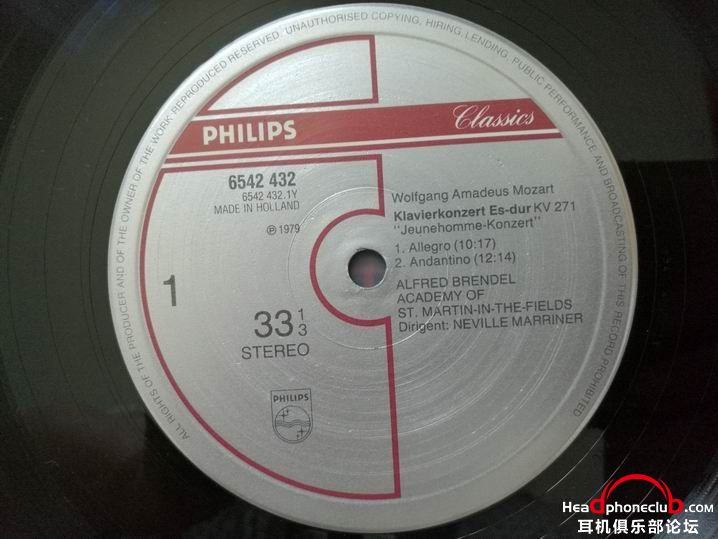 ALL RIGHTS OF THE PRODUCER AND OF THE OWNER OF THE WORK REPRODUCED RESERVED. UNAUTHORISED COPYING, HIRING, LENDING, PUBLIC PERFORMANCE AND BROADCASTING OF THIS RECORD PROHIBITED
PHILIPS
Classics
6542 432
6542 432.1Y
MADE IN HOLLAND
℗ 1979
1
33 1/3
STEREO
PHILIPS
Wolfgang Amadeus Mozart
Klavierkonzert Es-dur KV 271
"Jeunehomme-Konzert"
1. Allegro (10:17)
2. Andantino (12:14)
ALFRED BRENDEL
ACADEMY OF
ST. MARTIN-IN-THE-FIELDS
Dirigent: NEVILLE MARRINER
Headphoneclub.com
耳机俱乐部论坛